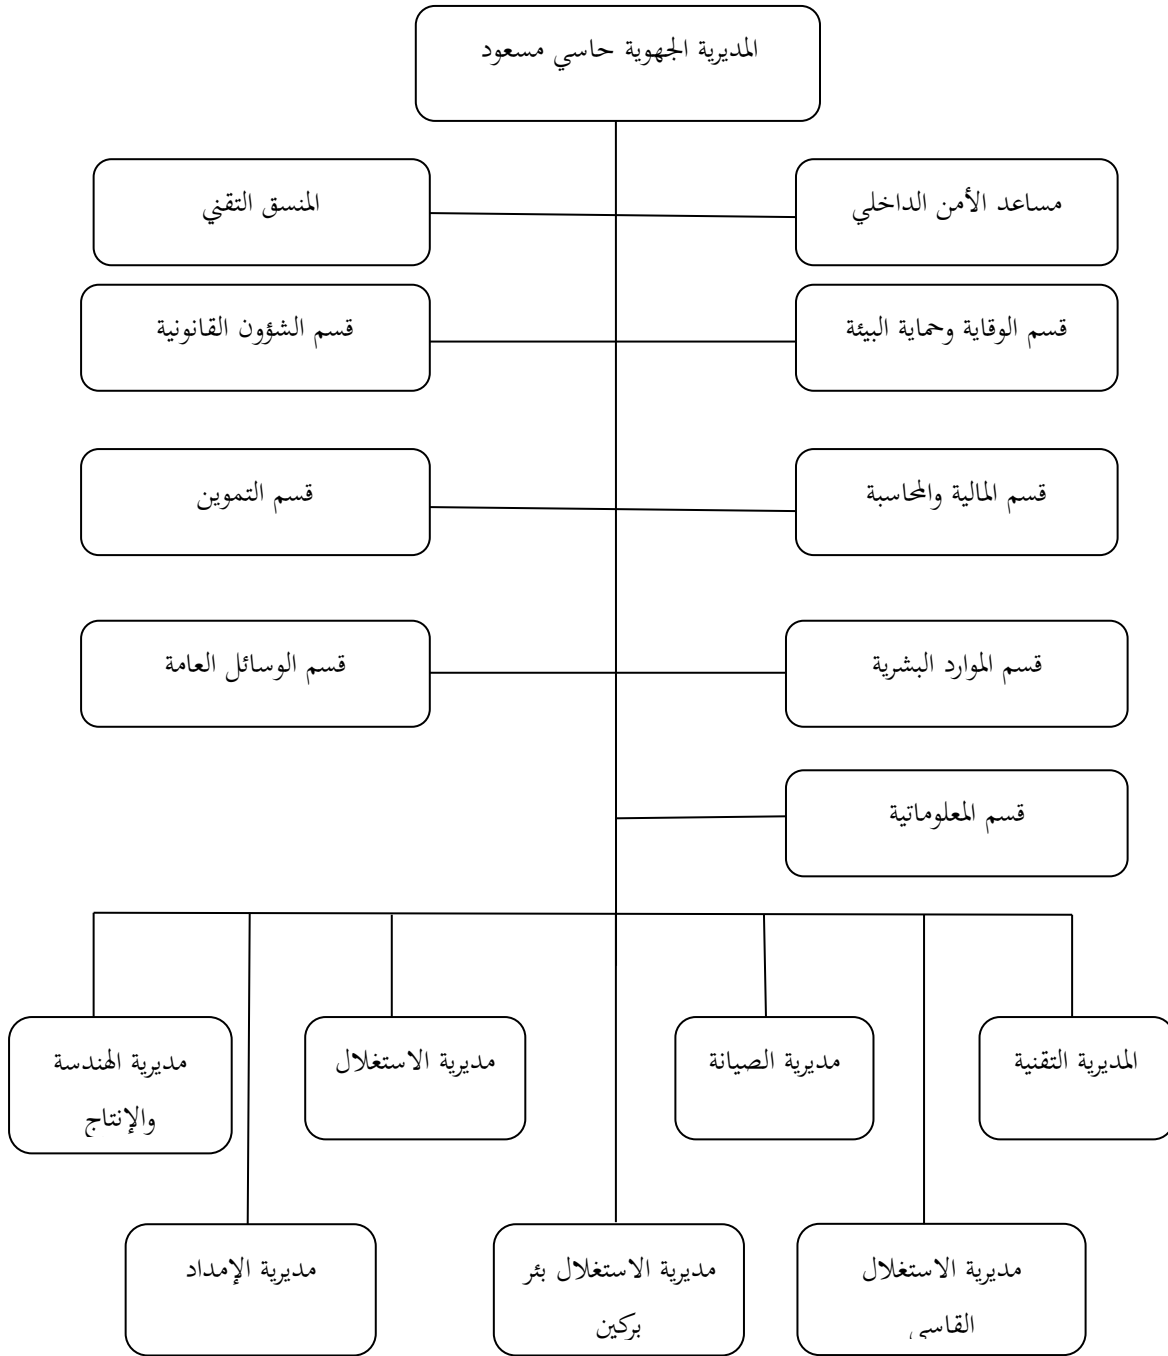 المديرية الجهوية حاسي مسعود
مساعد الأمن الداخلي
المنسق التقني
قسم الوقاية وحماية البيئة
قسم الشؤون القانونية
قسم المالية والمحاسبة
قسم التموين
قسم الموارد البشرية
قسم الوسائل العامة
قسم المعلوماتية
المديرية التقنية
مديرية الصيانة
مديرية الاستغلال
مديرية الهندسة
والإنتاج
مديرية الاستغلال
القاسي
مديرية الاستغلال بئر
بركين
مديرية الإمداد